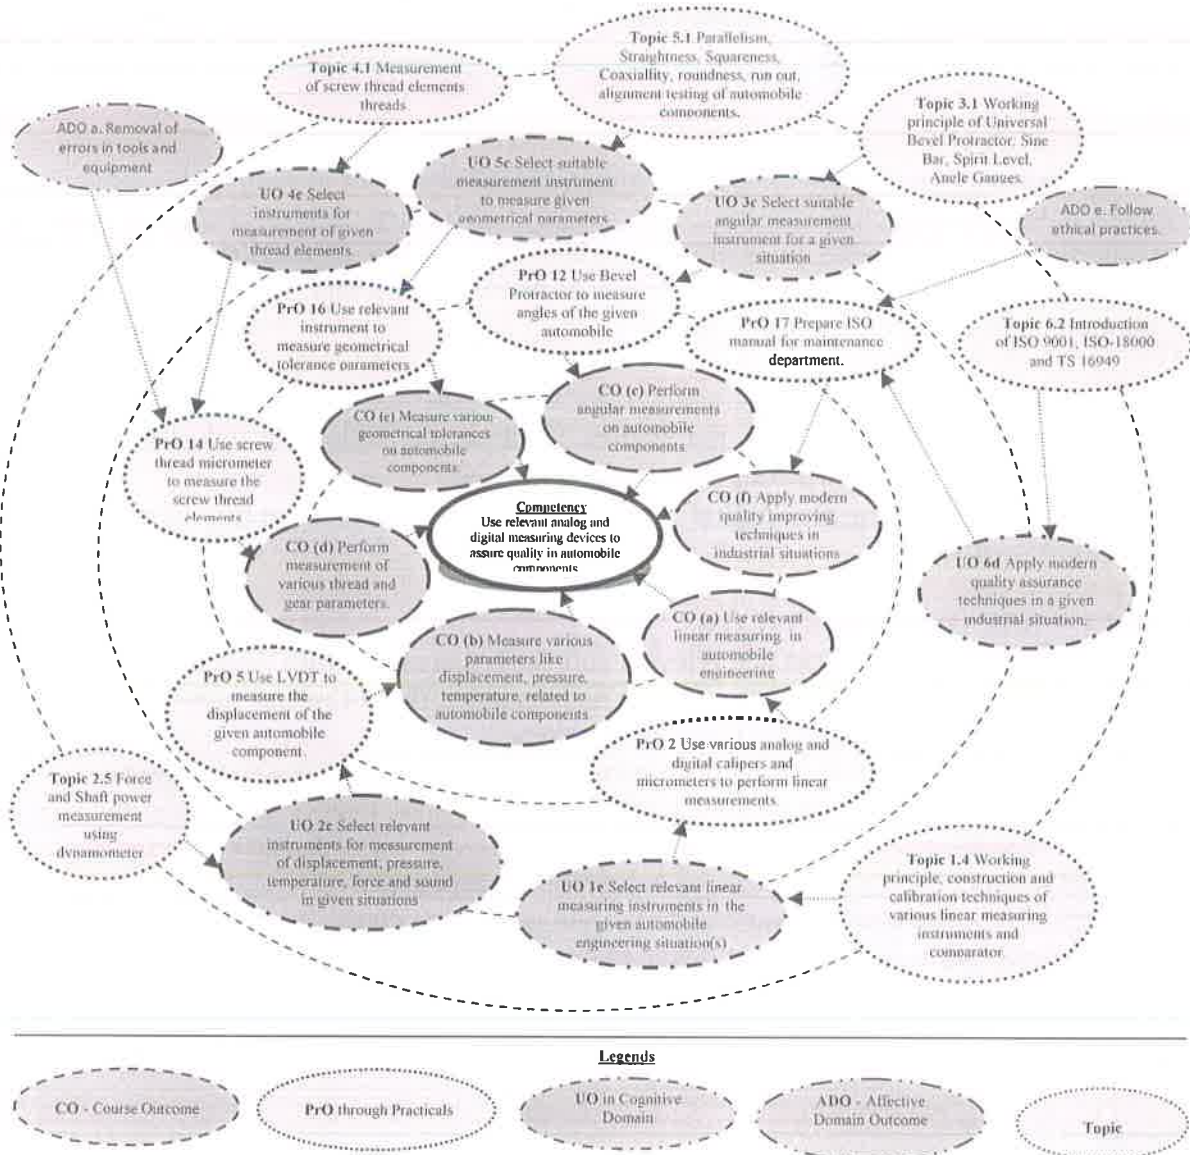 Topic 4.1 Measurement
of screw thread elements
threads.
Topic 5.1 Parallelism,
Straightness, Squareness,
Coaxiallity, roundness, run out,
alignment testing of automobile
components.
Topic 3.1 Working
principle of Universal
Bevel Protractor, Sine
Bar, Spirit Level,
Angle Gauges.
ADO a. Removal of
errors in tools and
equipment
UO 4e Select
instruments for
measurement of given
thread elements.
UO 5c Select suitable
measurement instrument
to measure given
geometrical parameters
UO 3c Select suitable
angular measurement
instrument for a given
situation
ADO e. Follow
ethical practices.
PrO 16 Use relevant
instrument to
measure geometrical
tolerance parameters
PrO 12 Use Bevel
Protractor to measure
angles of the given
automobile
PrO 17 Prepare ISO
manual for maintenance
department.
Topic 6.2 Introduction
of ISO 9001, ISO-18000
and TS 16949
PrO 14 Use screw
thread micrometer
to measure the
screw thread
elements
CO (e) Measure various
geometrical tolerances
on automobile
components.
CO (c) Perform
angular measurements
on automobile
components
Competency
Use relevant analog and
digital measuring devices to
assure quality in automobile
components
CO (f) Apply modern
quality improving
techniques in
industrial situations
CO (d) Perform
measurement of
various thread and
gear parameters.
UO 6d Apply modern
quality assurance
techniques in a given
industrial situation.
CO (b) Measure various
parameters like
displacement, pressure,
temperature, related to
automobile components
CO (a) Use relevant
linear measuring in
automobile
engineering
PrO 5 Use LVDT to
measure the
displacement of the
given automobile
component.
PrO 2 Use various analog and
digital calipers and
micrometers to perform linear
measurements.
Topic 2.5 Force
and Shaft power
measurement
using
dynamometer
UO 2c Select relevant
instruments for measurement
of displacement, pressure,
temperature, force and sound
in given situations
UO 1e Select relevant linear
measuring instruments in the
given automobile
engineering situation(s)
Topic 1.4 Working
principle, construction and
calibration techniques of
various linear measuring
instruments and
comparator.
Legends
CO - Course Outcome
PrO through Practicals
UO in Cognitive
Domain
ADO - Affective
Domain Outcome
Topic